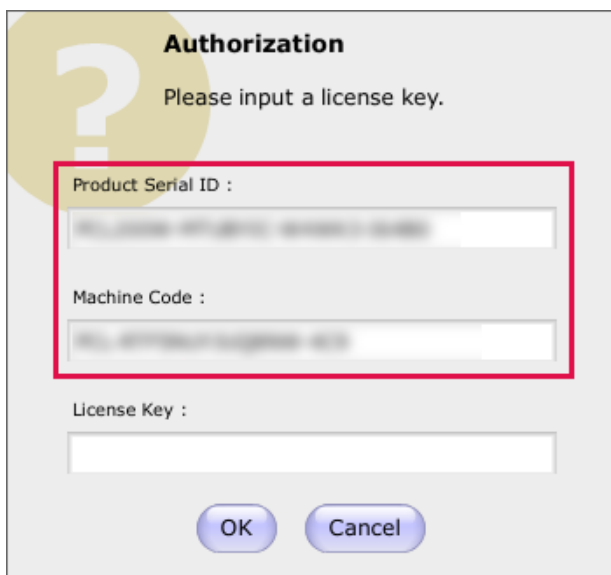 Authorization
Please input a license key.
Product Serial ID :
Machine Code :
License Key :
OK
Cancel